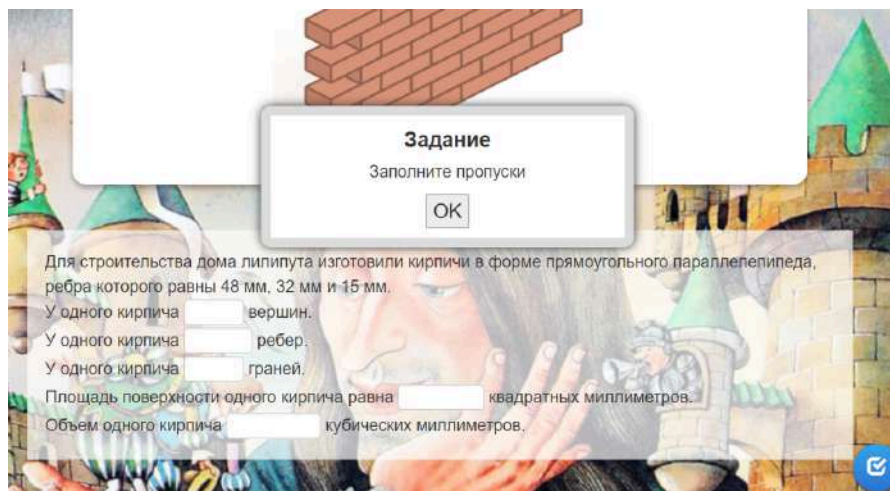 Задание
Заполните пропуски
OK
Для строительства дома лилипута изготовили кирпичи в форме прямоугольного параллелепипеда,
ребра которого равны 48 мм, 32 мм и 15 мм.
У одного кирпича вершин.
У одного кирпича ребер.
У одного кирпича граней.
Площадь поверхности одного кирпича равна квадратных миллиметров.
Объем одного кирпича кубических миллиметров.